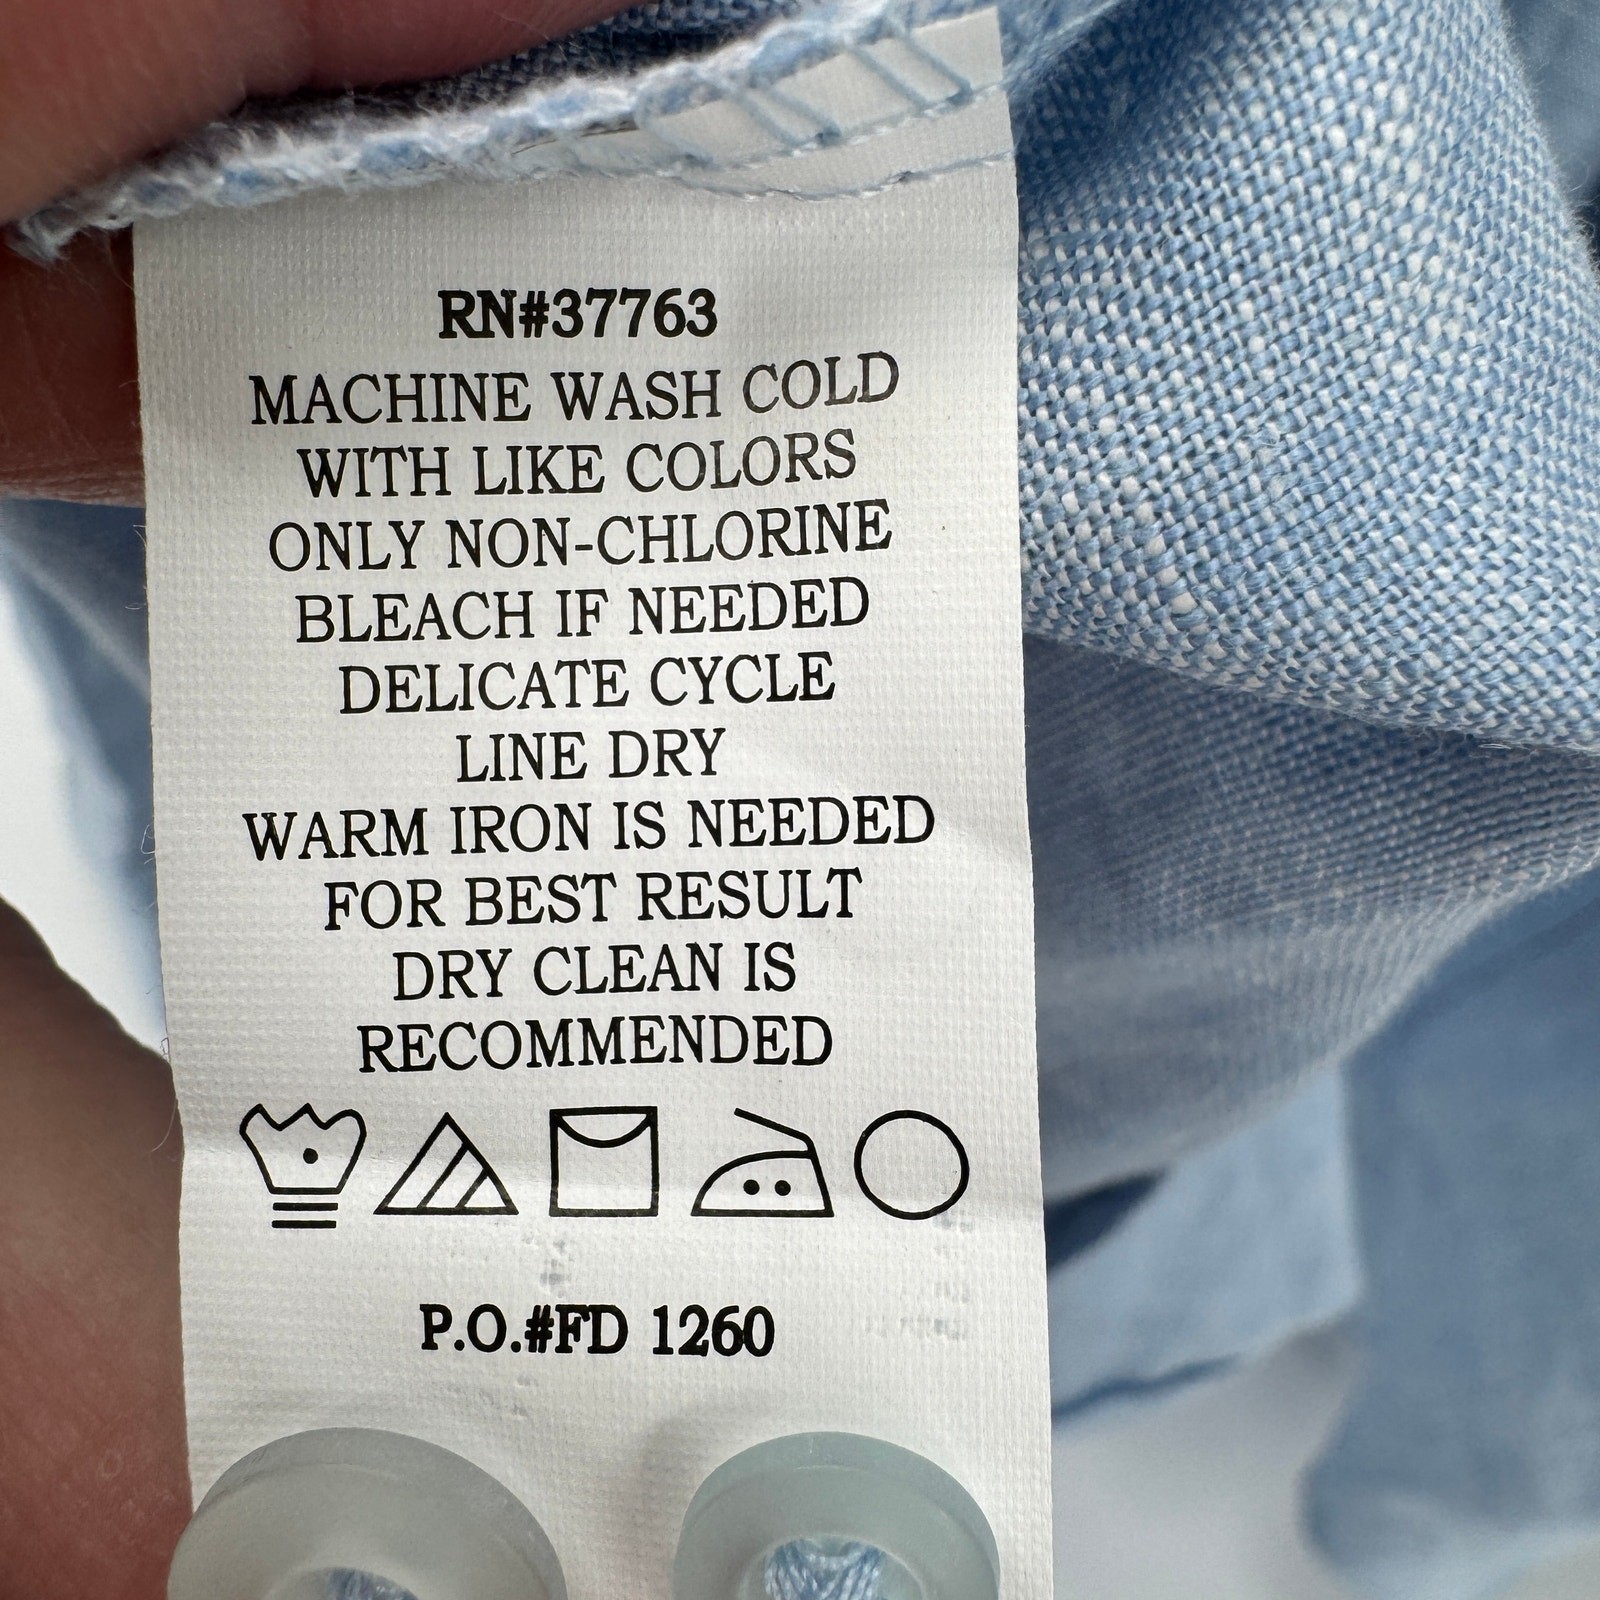 RN#37763
MACHINE WASH COLD
WITH LIKE COLORS
ONLY NON-CHLORINE
BLEACH IF NEEDED
DELICATE CYCLE
LINE DRY
WARM IRON IS NEEDED
FOR BEST RESULT
DRY CLEAN IS
RECOMMENDED
P.O.#FD 1260